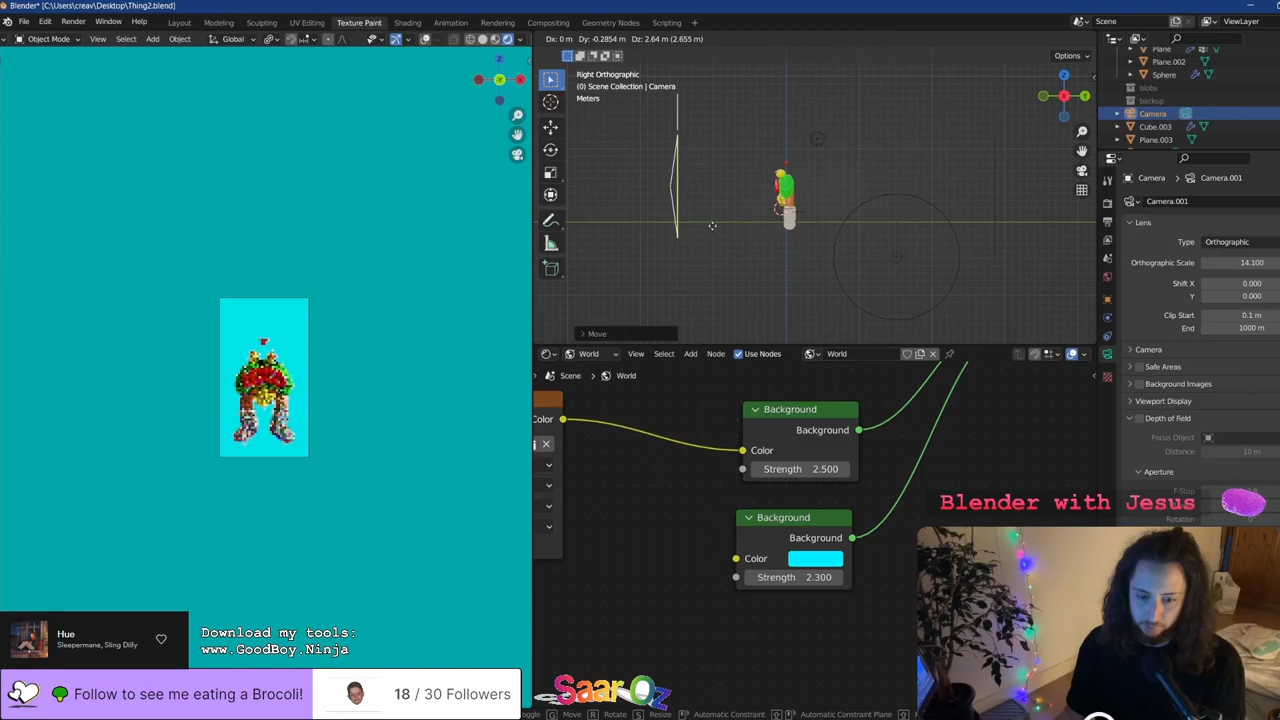 Blender* [C:\Users\creav\Desktop\Thing2.blend]
File Edit Render Window Help
Layout Modeling Sculpting UV Editing Texture Paint Shading Animation Rendering Compositing Geometry Nodes Scripting +
Scene ViewLayer
Object Mode View Select Add Object Global
Dx: 0 m Dy: -0.2854 m Dz: 2.64 m (2.655 m)
Options
Right Orthographic
(0) Scene Collection | Camera
Meters
Move
Plane
Plane.002
Sphere
blobs
backup
Camera
Cube.003
Plane.003
Camera Camera.001
Camera.001
Lens
Type Orthographic
Orthographic Scale 14.100
Shift X 0.000
Y 0.000
Clip Start 0.1 m
End 1000 m
Camera
Safe Areas
Background Images
Viewport Display
Depth of Field
Focus Object
Distance 10 m
Aperture
F-Stop
Rotation
World View Select Add Node Use Nodes World
Scene World
Color
Background
Background
Color
Strength 2.500
Background
Background
Color
Strength 2.300
Blender with Jesus
Hue
Sleepermane, Sling Dilly
Download my tools:
www.GoodBoy.Ninja
Follow to see me eating a Brocoli!
18 / 30 Followers
Saar Oz
G Move R Rotate S Resize Automatic Constraint Automatic Constraint Plane